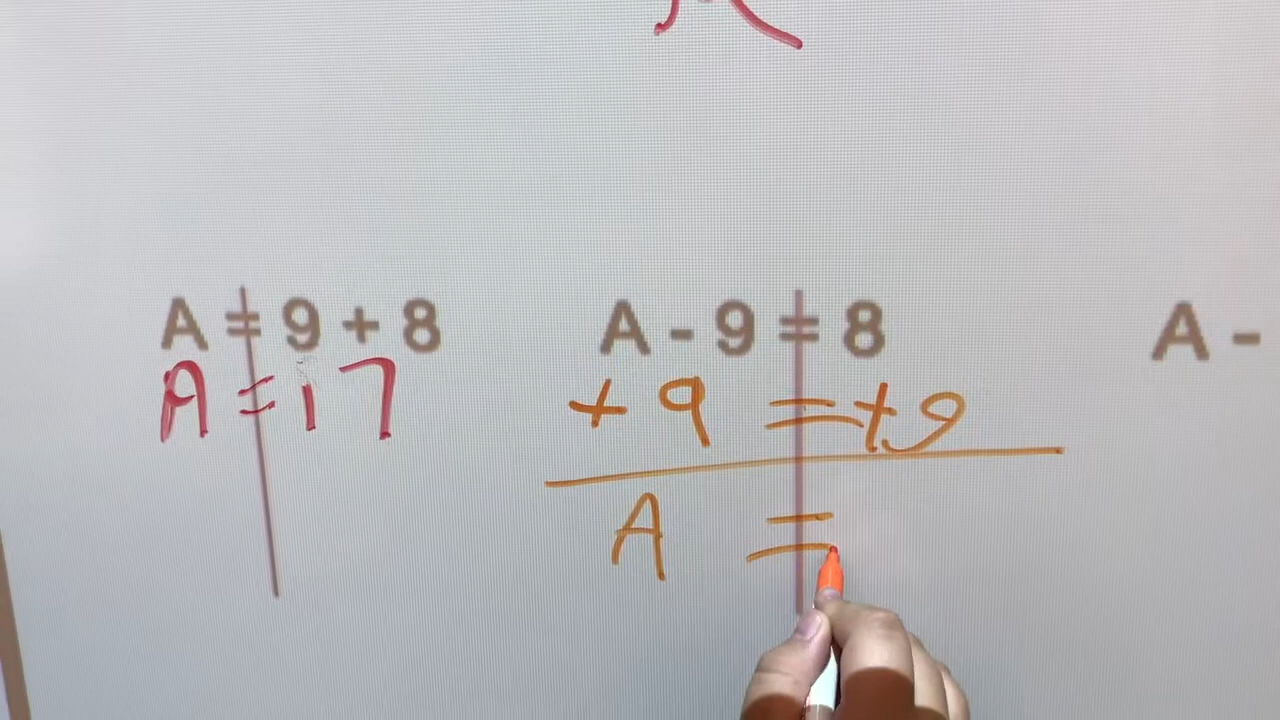 A = 9 + 8
A = 17
A - 9 = 8
+ 9 = +9
A =
A -